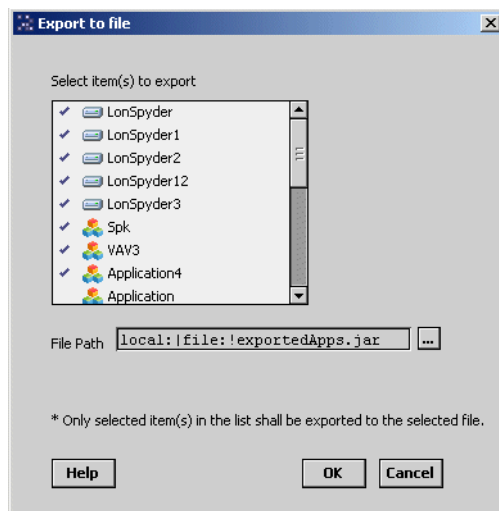 Export to file
Select item(s) to export
LonSpyder
LonSpyder1
LonSpyder2
LonSpyder12
LonSpyder3
Spk
VAV3
Application4
Application
File Path local:|file:!exportedApps.jar ...
* Only selected item(s) in the list shall be exported to the selected file.
Help OK Cancel